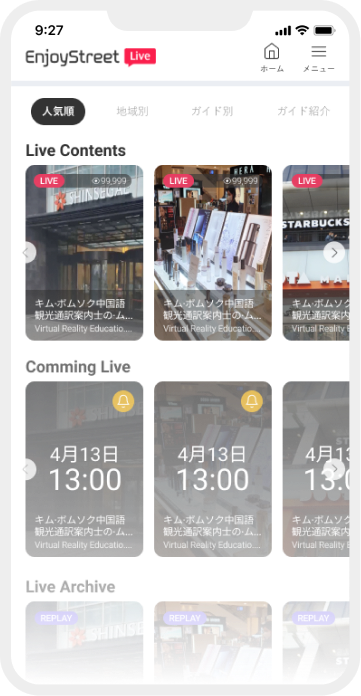 9:27
EnjoyStreet Live
ホーム
メニュー
人気順
地域別
ガイド別
ガイド紹介
Live Contents
LIVE
99,999
SHINSEGAE
キム·ボムソク中国語
観光通訳案内士の·ム...
Virtual Reality Educatio...
LIVE
99,999
HERA
キム·ボムソク中国語
観光通訳案内士の·ム...
Virtual Reality Educatio...
LIVE
STARBUCKS
キム·ボムソ
観光通訳案
Virtual Real
Comming Live
4月13日
13:00
キム·ボムソク中国語
観光通訳案内士の·ム...
Virtual Reality Educatio...
4月13日
13:00
キム·ボムソク中国語
観光通訳案内士の·ム...
Virtual Reality Educatio...
4月
13:
キム·ボムソ
観光通訳案
Virtual Real
Live Archive
REPLAY
REPLAY
REPLAY